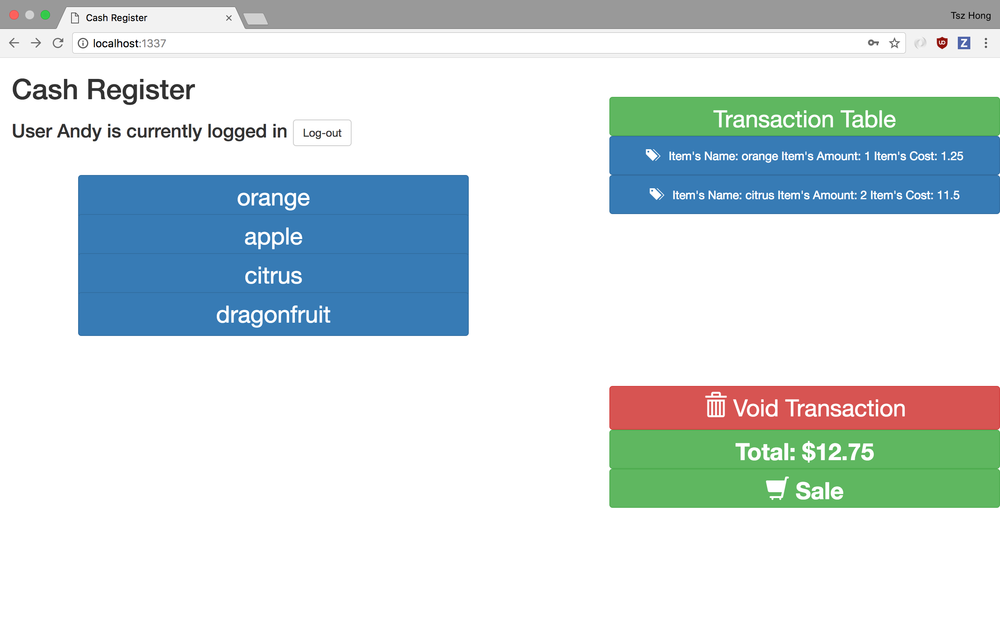 Cash Register
Tsz Hong
localhost:1337
Z
Cash Register
User Andy is currently logged in Log-out
orange
apple
citrus
dragonfruit
Transaction Table
Item's Name: orange Item's Amount: 1 Item's Cost: 1.25
Item's Name: citrus Item's Amount: 2 Item's Cost: 11.5
Void Transaction
Total: $12.75
Sale